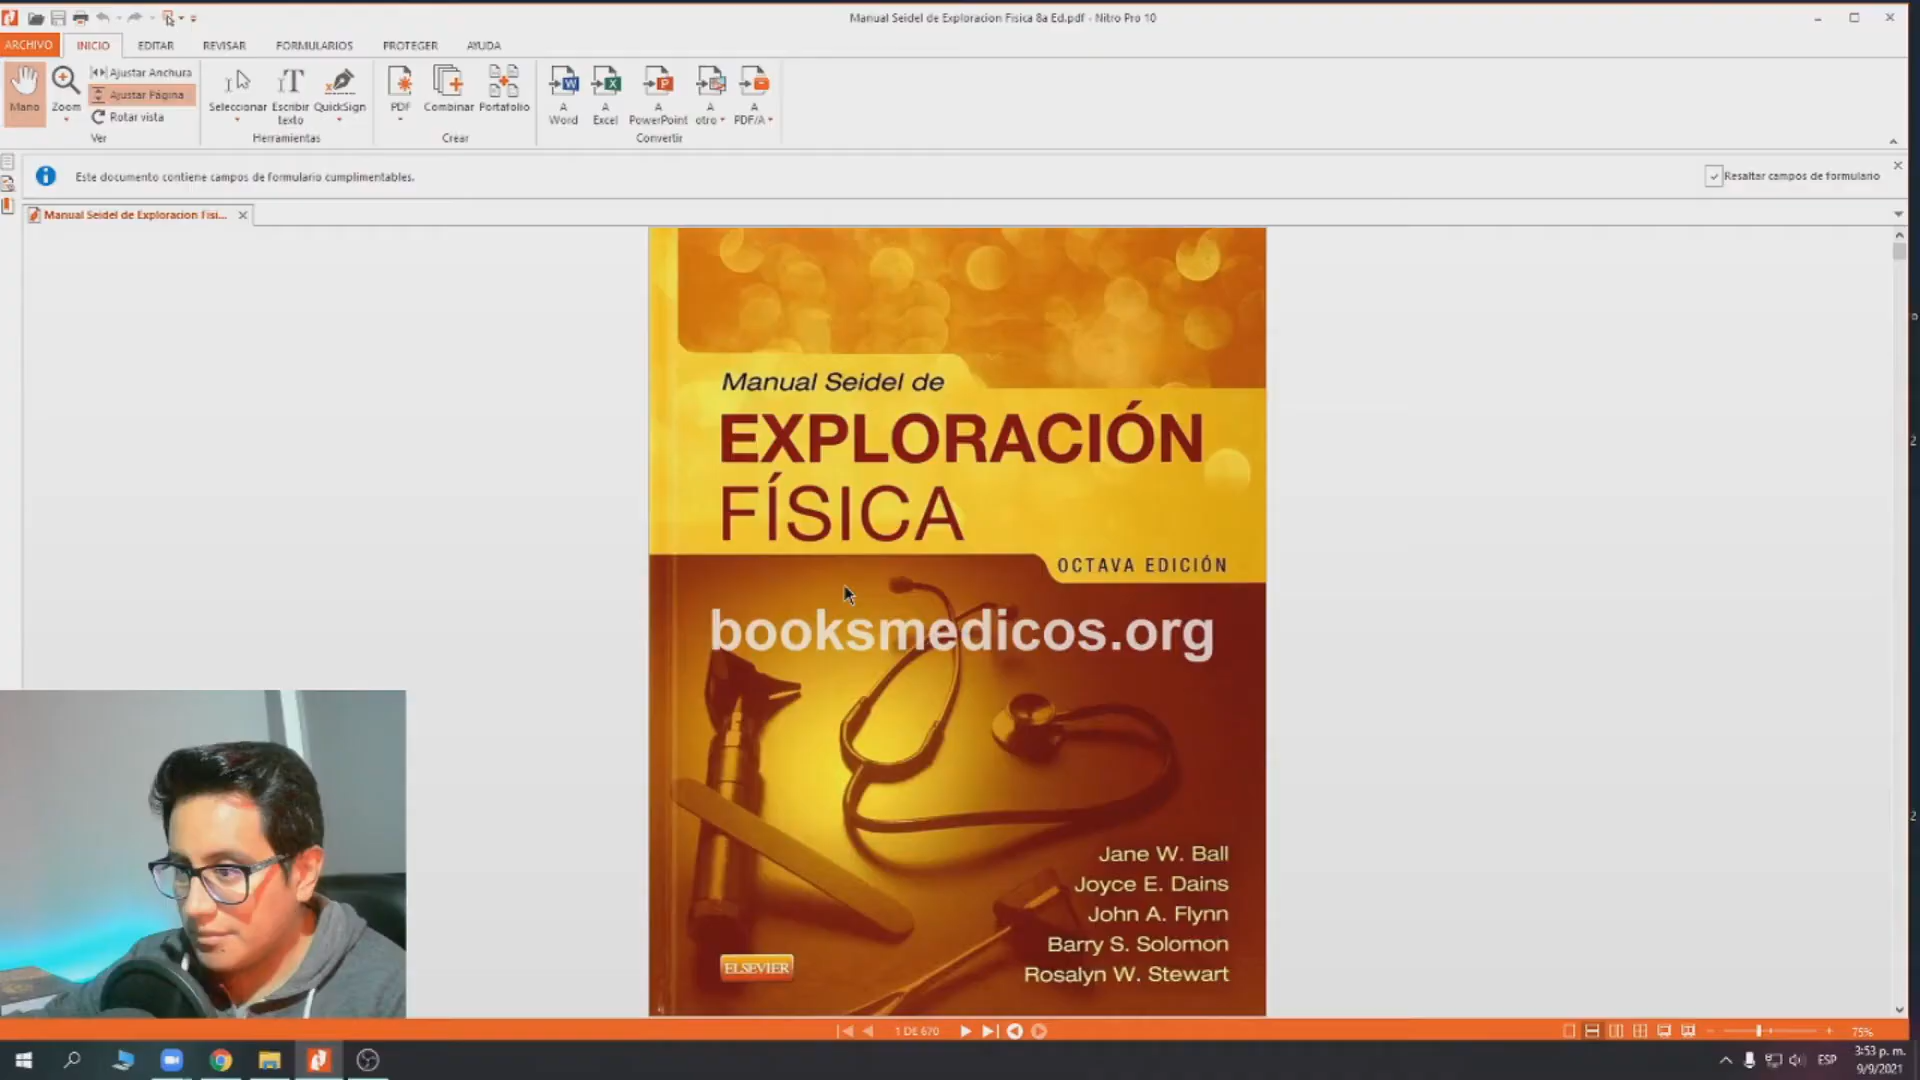 Manual Seidel de Exploracion Fisica 8a Ed.pdf - Nitro Pro 10
ARCHIVO INICIO EDITAR REVISAR FORMULARIOS PROTEGER AYUDA
Mano
Zoom
Ajustar Anchura
Ajustar Página
Rotar vista
Ver
Seleccionar
Escribir texto
QuickSign
Herramientas
PDF
Combinar
Portafolio
Crear
A Word
A Excel
A PowerPoint
A otro
A PDF/A
Convertir
Este documento contiene campos de formulario cumplimentables.
Resaltar campos de formulario
Manual Seidel de Exploracion Fisi...
Manual Seidel de
EXPLORACIÓN
FÍSICA
OCTAVA EDICIÓN
booksmedicos.org
Jane W. Ball
Joyce E. Dains
John A. Flynn
Barry S. Solomon
Rosalyn W. Stewart
ELSEVIER
1 DE 670
75%
ESP
3:53 p. m.
9/9/2021